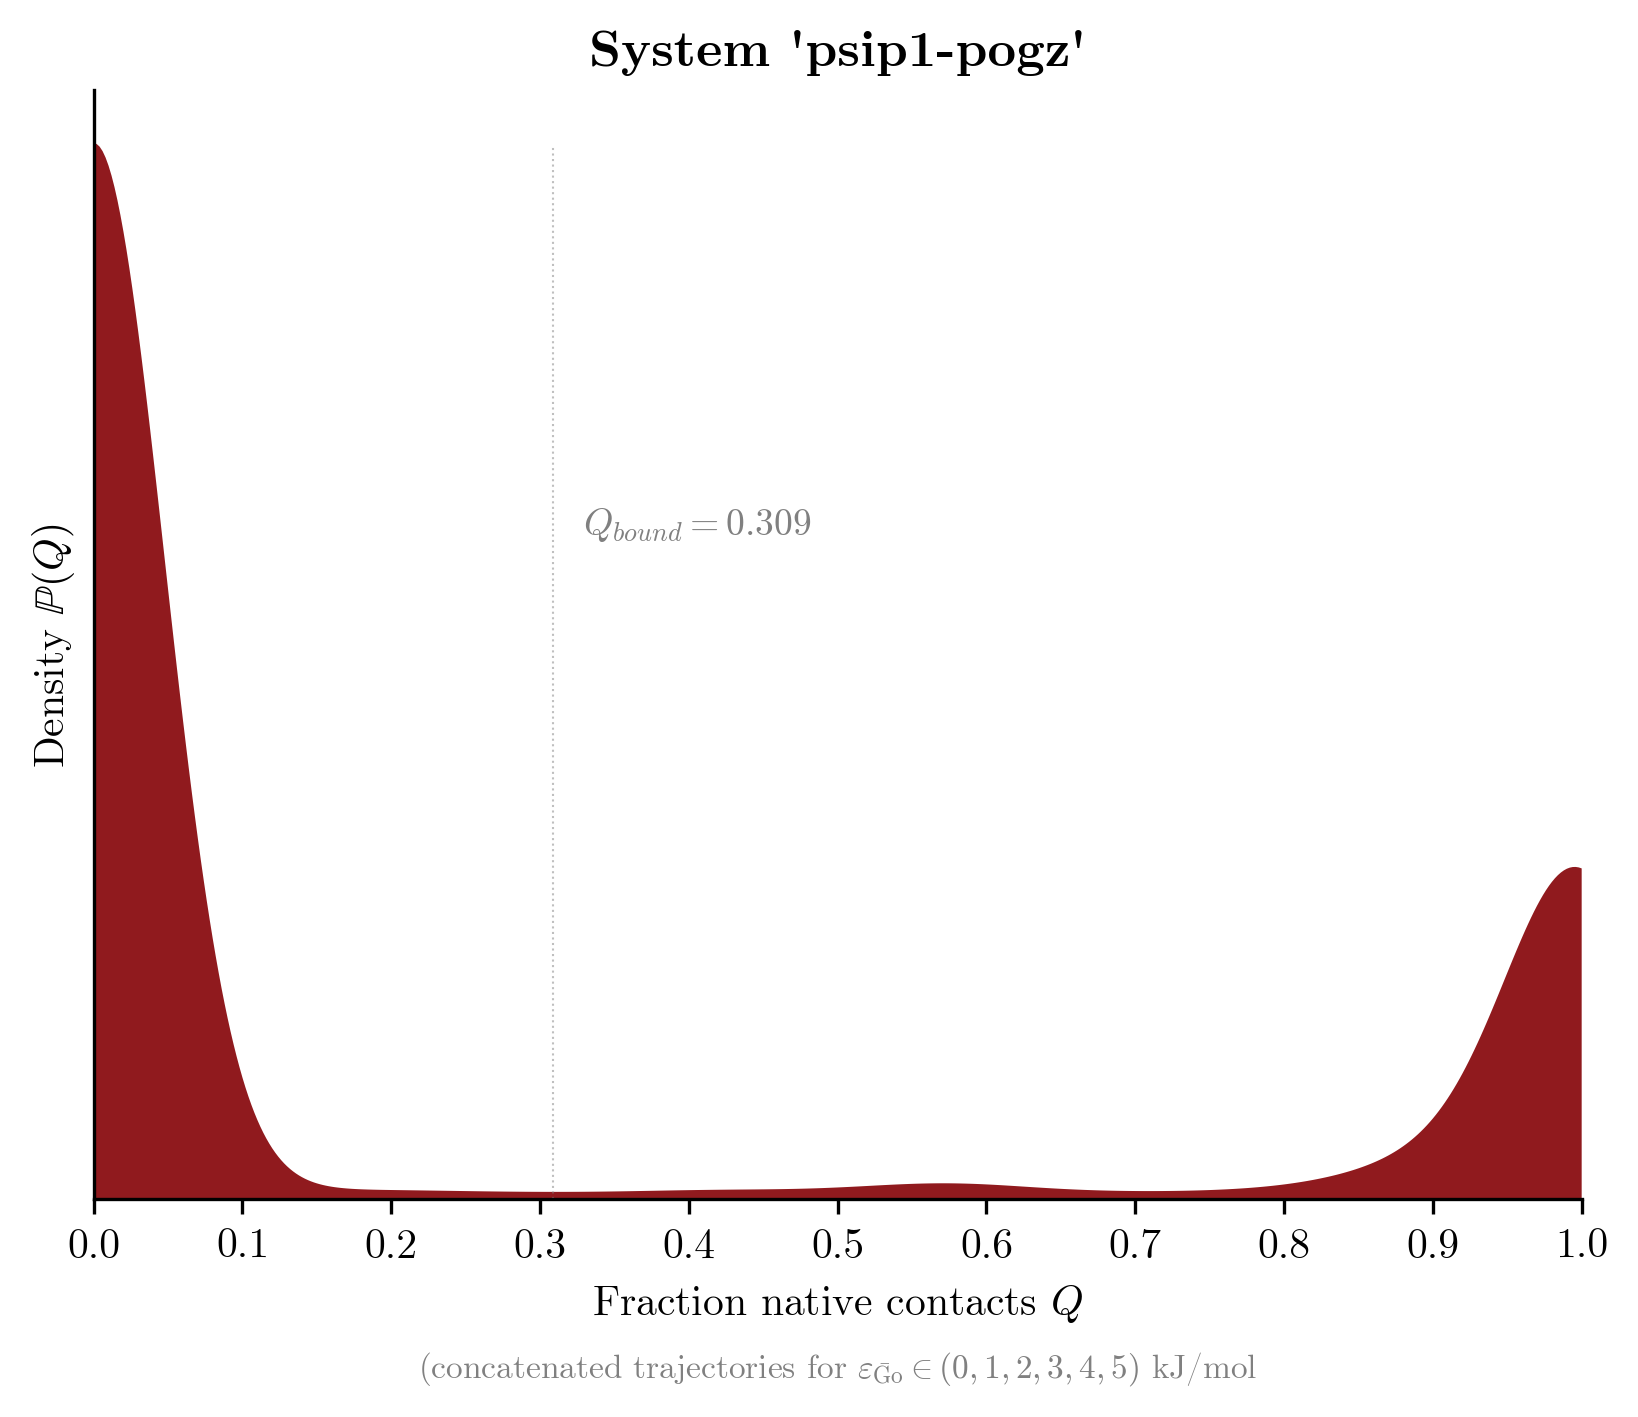 System 'psip1-pogz'
Density ℙ(Q)
Q_bound = 0.309
0.0 0.1 0.2 0.3 0.4 0.5 0.6 0.7 0.8 0.9 1.0
Fraction native contacts Q
(concatenated trajectories for ε_Ḡo ∈ (0, 1, 2, 3, 4, 5) kJ/mol